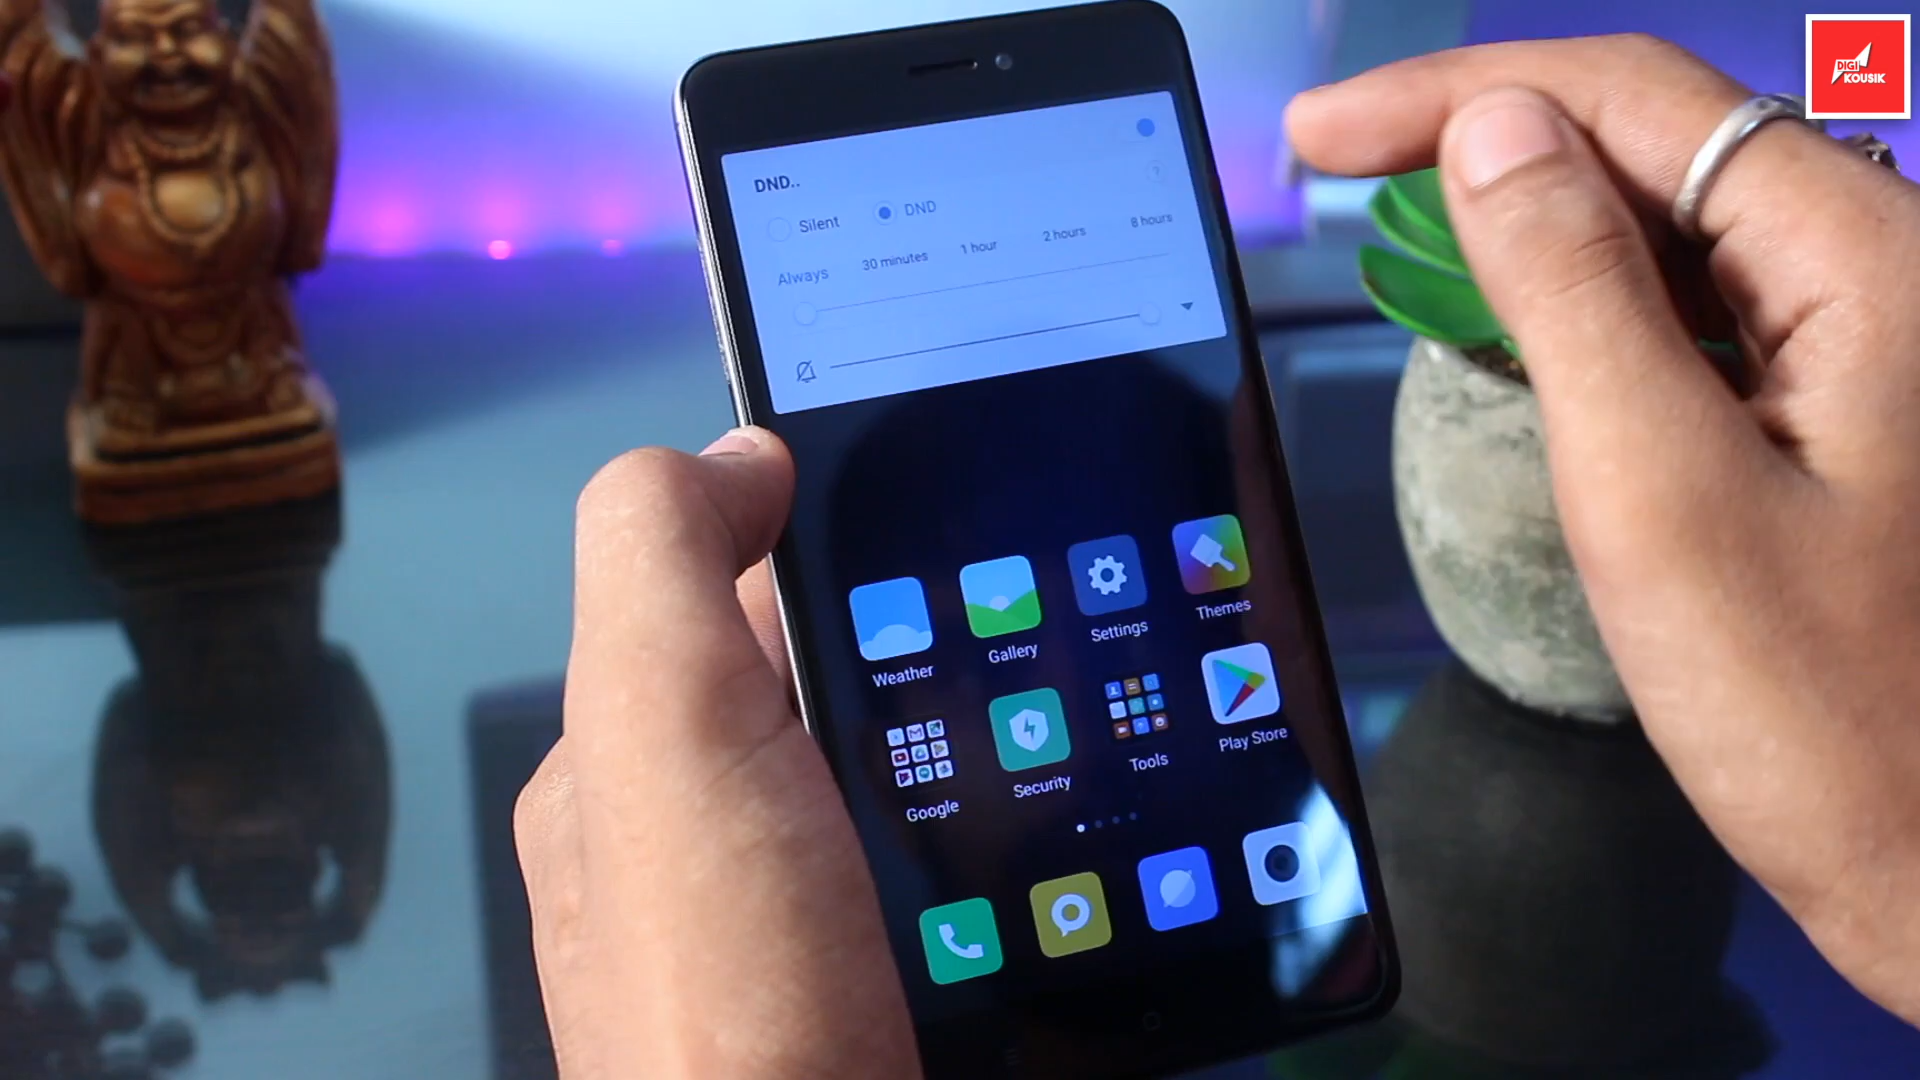 DIGI
KOUSIK
DND..
?
Silent DND
Always 30 minutes 1 hour 2 hours 8 hours
Weather Gallery Settings Themes
Google Security Tools Play Store